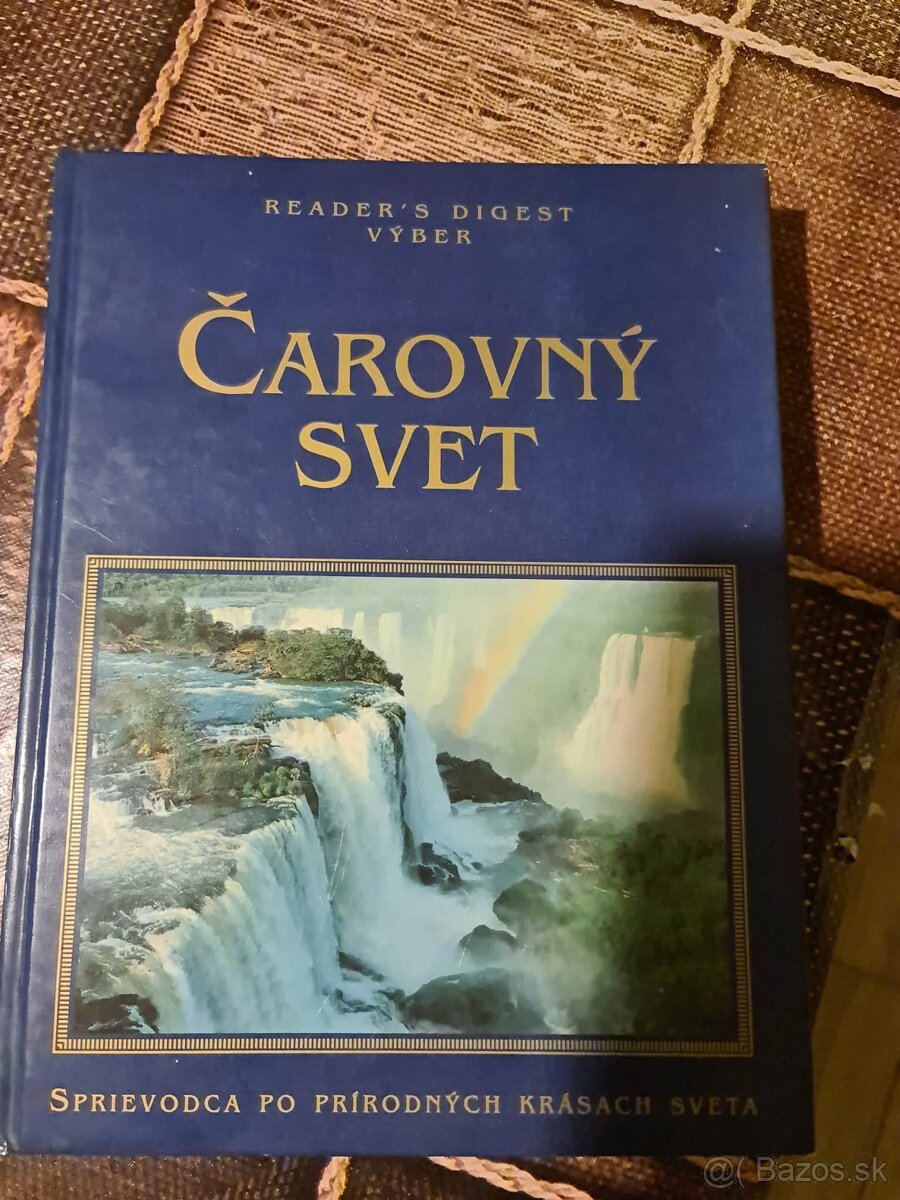 READER'S DIGEST
VÝBER
ČAROVNÝ
SVET
SPRIEVODCA PO PRÍRODNÝCH KRÁSACH SVETA
@( Bazos.sk